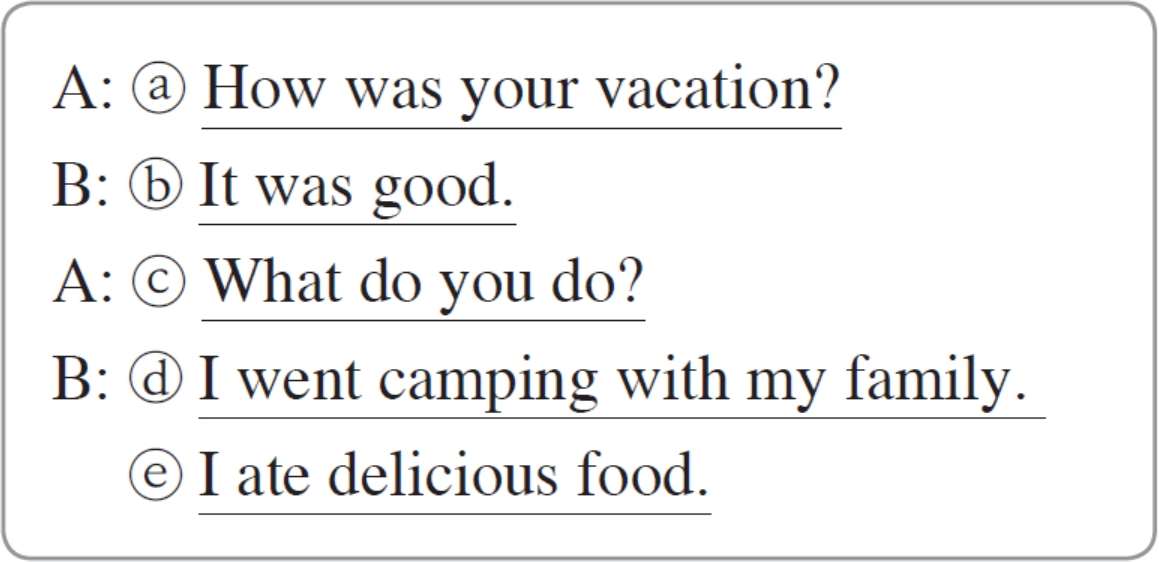 A: ⓐ How was your vacation?
B: ⓑ It was good.
A: ⓒ What do you do?
B: ⓓ I went camping with my family.
ⓔ I ate delicious food.